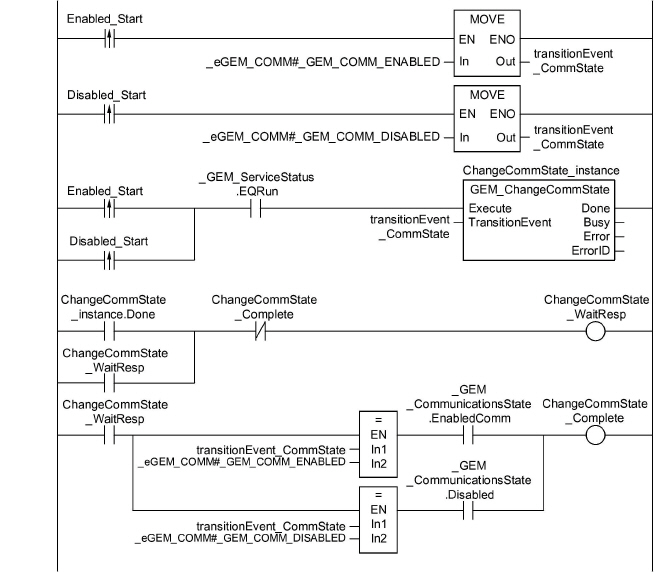 Enabled_Start
MOVE
EN ENO
_eGEM_COMM#_GEM_COMM_ENABLED
In Out
transitionEvent
_CommState
Disabled_Start
MOVE
EN ENO
_eGEM_COMM#_GEM_COMM_DISABLED
In Out
transitionEvent
_CommState
Enabled_Start
_GEM_ServiceStatus
.EQRun
ChangeCommState_instance
GEM_ChangeCommState
Execute Done
transitionEvent
_CommState
TransitionEvent Busy
Error
ErrorID
Disabled_Start
ChangeCommState
_instance.Done
ChangeCommState
_Complete
ChangeCommState
_WaitResp
ChangeCommState
_WaitResp
ChangeCommState
_WaitResp
=
EN
transitionEvent_CommState
In1
_eGEM_COMM#_GEM_COMM_ENABLED
In2
_GEM
_CommunicationsState
.EnabledComm
ChangeCommState
_Complete
=
EN
transitionEvent_CommState
In1
_eGEM_COMM#_GEM_COMM_DISABLED
In2
_GEM
_CommunicationsState
.Disabled